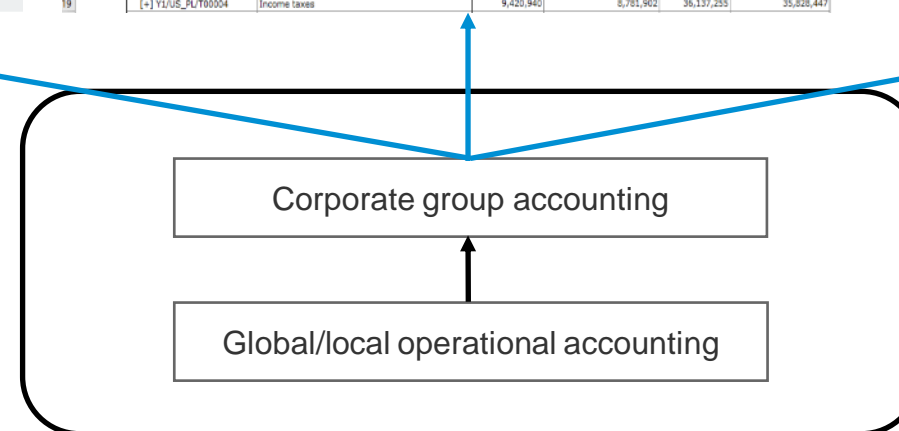 19 [+] Y1/US_PL/T00004 Income taxes 9,420,940 8,781,902 36,137,255 35,828,447
Corporate group accounting
Global/local operational accounting